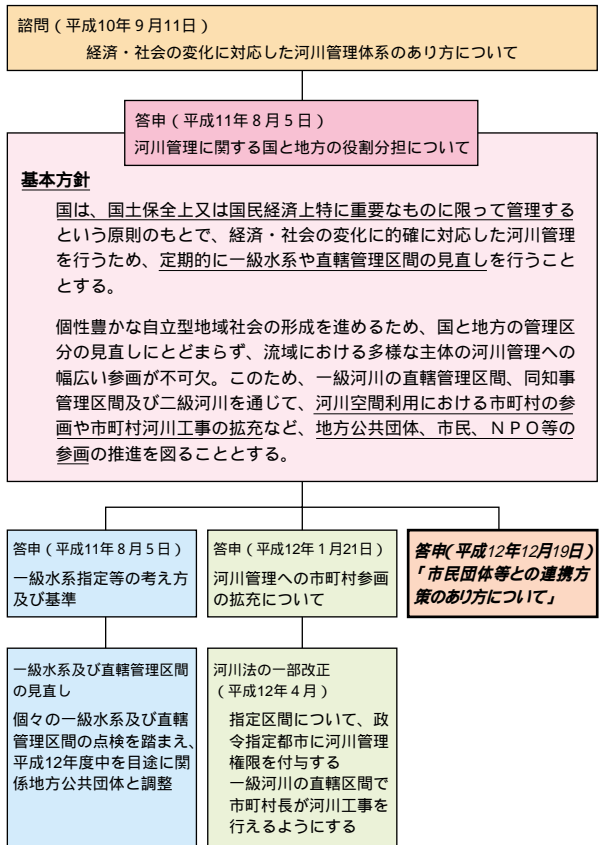 諮問(平成10年9月11日)
経済・社会の変化に対応した河川管理体系のあり方について
答申(平成11年8月5日)
河川管理に関する国と地方の役割分担について
基本方針
国は、国土保全上又は国民経済上特に重要なものに限って管理する
という原則のもとで、経済・社会の変化に的確に対応した河川管理
を行うため、定期的に一級水系や直轄管理区間の見直しを行うこと
とする。
個性豊かな自立型地域社会の形成を進めるため、国と地方の管理区
分の見直しにとどまらず、流域における多様な主体の河川管理への
幅広い参画が不可欠。このため、一級河川の直轄管理区間、同知事
管理区間及び二級河川を通じて、河川空間利用における市町村の参
画や市町村河川工事の拡充など、地方公共団体、市民、NPO等の
参画の推進を図ることとする。
答申(平成11年8月5日)
一級水系指定等の考え方
及び基準
答申(平成12年1月21日)
河川管理への市町村参画
の拡充について
答申(平成12年12月19日)
「市民団体等との連携方
策のあり方について」
一級水系及び直轄管理区間
の見直し
個々の一級水系及び直轄
管理区間の点検を踏まえ、
平成12年度中を目途に関
係地方公共団体と調整
河川法の一部改正
(平成12年4月)
指定区間について、政
令指定都市に河川管理
権限を付与する
一級河川の直轄区間で
市町村長が河川工事を
行えるようにする